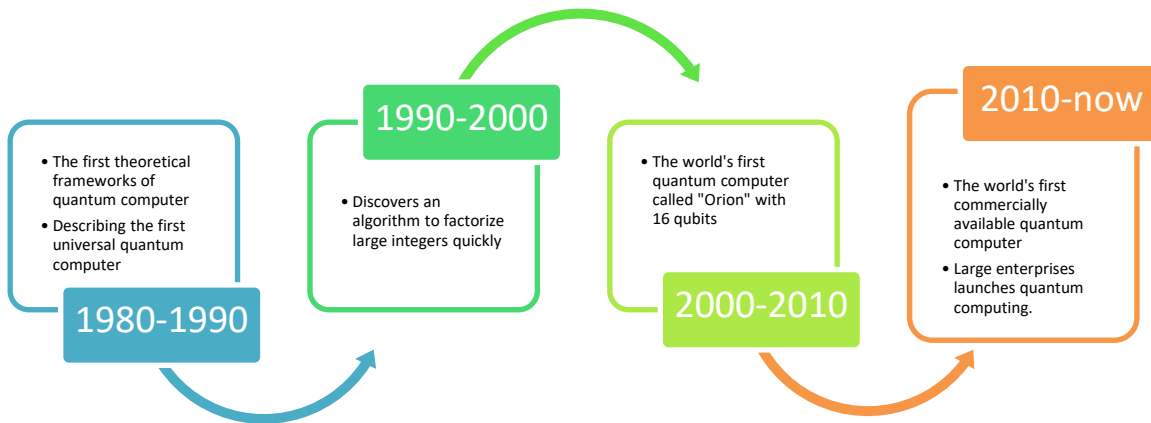 • The first theoretical
frameworks of
quantum computer
• Describing the first
universal quantum
computer
1980-1990
1990-2000
• Discovers an
algorithm to factorize
large integers quickly
• The world's first
quantum computer
called "Orion" with
16 qubits
2000-2010
2010-now
• The world's first
commercially
available quantum
computer
• Large enterprises
launches quantum
computing.